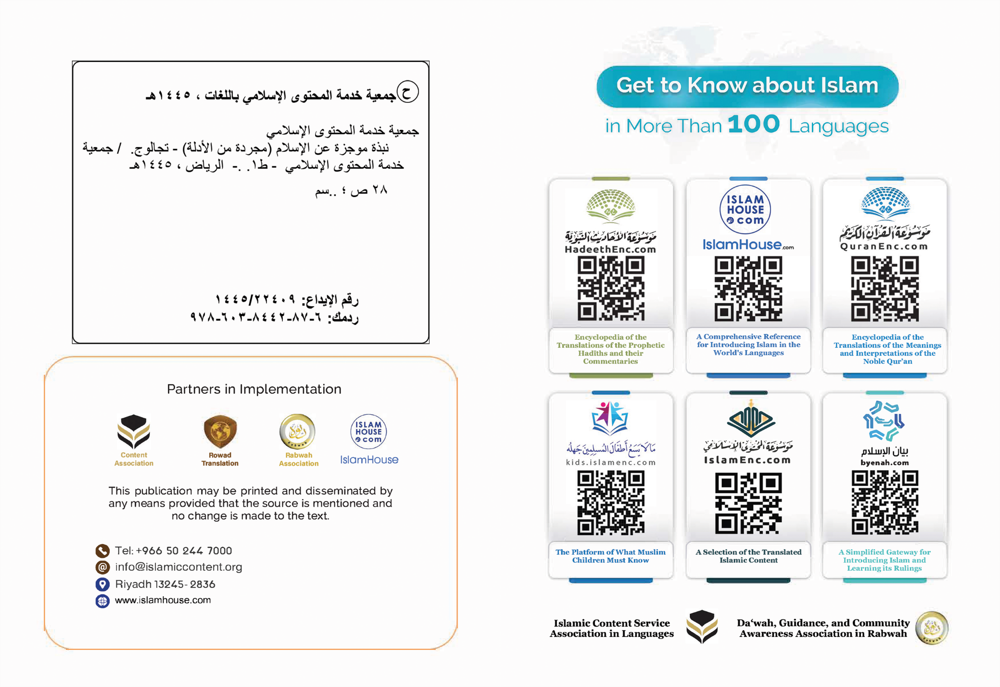 ح جمعية خدمة المحتوى الإسلامي باللغات ، ١٤٤٥هـ
جمعية خدمة المحتوى الإسلامي
نبذة موجزة عن الإسلام (مجردة من الأدلة) - تجالوج. / جمعية
خدمة المحتوى الإسلامي - ط١. .- الرياض ، ١٤٤٥هـ
٢٨ ص ؛ ..سم
رقم الإيداع: ١٤٤٥/٢٢٤٠٩
ردمك: ٦-٨٧-٨٤٤٢-٦٠٣-٩٧٨
Partners in Implementation
Content
Association
Rowad
Translation
Rabwah
Rabwah
Association
ISLAM
HOUSE
com
IslamHouse
This publication may be printed and disseminated by
any means provided that the source is mentioned and
no change is made to the text.
Tel: +966 50 244 7000
info@islamiccontent.org
Riyadh 13245- 2836
www.islamhouse.com
Get to Know about Islam
in More Than 100 Languages
موسوعة الأحاديث النبوية
HadeethEnc.com
Encyclopedia of the
Translations of the Prophetic
Hadīths and their
Commentaries
ISLAM
HOUSE
com
IslamHouse.com
A Comprehensive Reference
for Introducing Islam in the
World's Languages
موسوعة القرآن الكريم
QuranEnc.com
Encyclopedia of the
Translations of the Meanings
and Interpretations of the
Noble Qur’an
مَا لَا يَسَعُ أَطْفَالَ المُسلِمِينَ جَهلُه
kids.islamenc.com
The Platform of What Muslim
Children Must Know
موسوعة المحتوى الإسلامي
IslamEnc.com
A Selection of the Translated
Islamic Content
بيان الإسلام
byenah.com
A Simplified Gateway for
Introducing Islam and
Learning its Rulings
Islamic Content Service
Association in Languages
Da‘wah, Guidance, and Community
Awareness Association in Rabwah
Rabwah